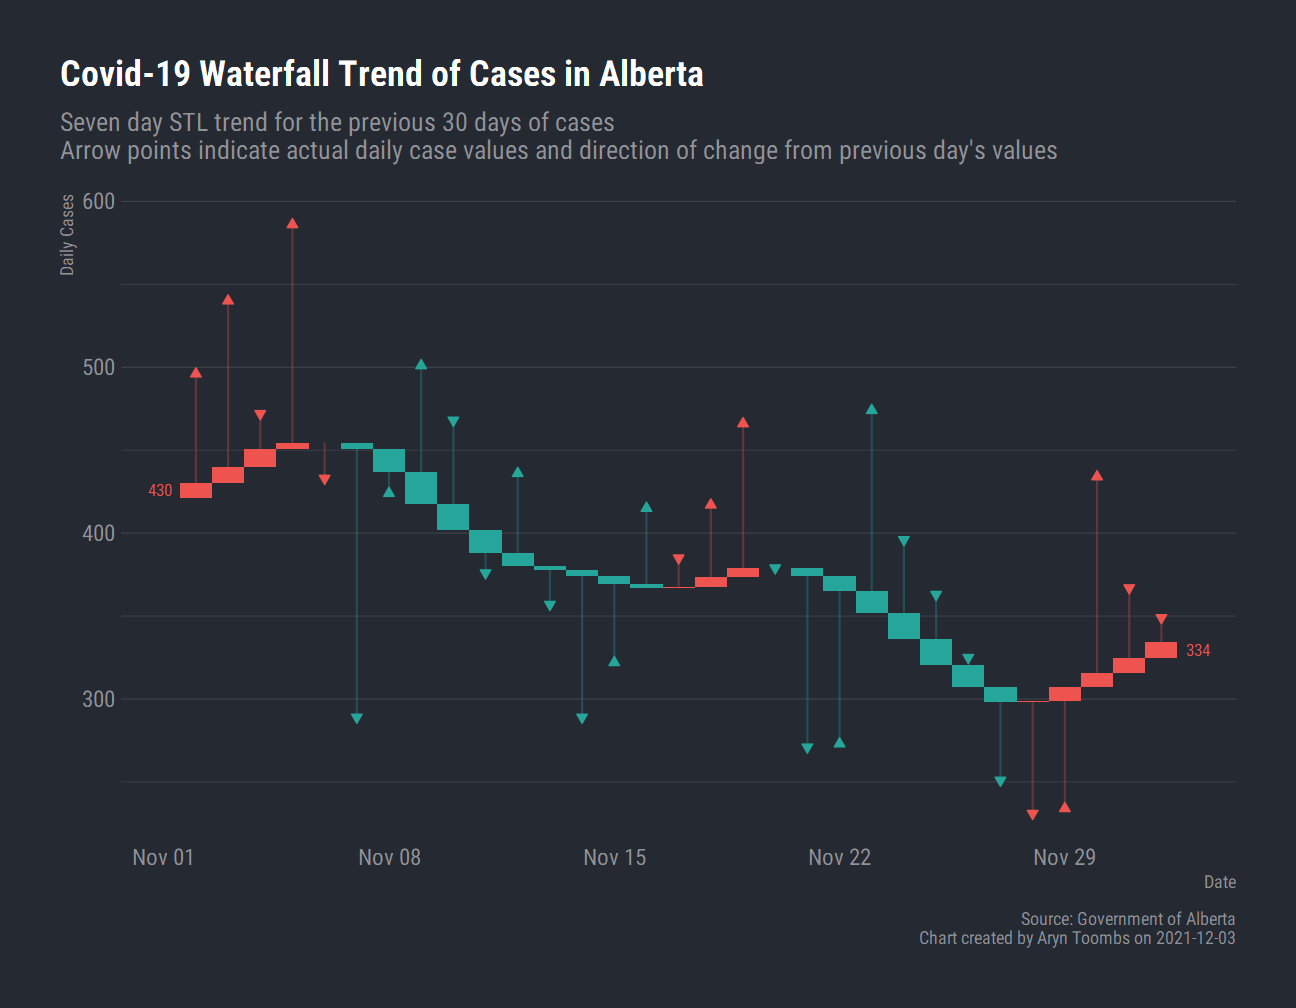 Covid-19 Waterfall Trend of Cases in Alberta
Seven day STL trend for the previous 30 days of cases
Arrow points indicate actual daily case values and direction of change from previous day's values
Daily Cases
600
500
400
300
430
334
Nov 01
Nov 08
Nov 15
Nov 22
Nov 29
Date
Source: Government of Alberta
Chart created by Aryn Toombs on 2021-12-03